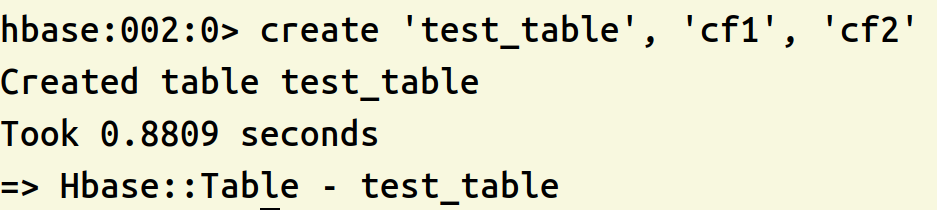 hbase:002:0> create 'test_table', 'cf1', 'cf2'
Created table test_table
Took 0.8809 seconds
=> Hbase::Table - test_table